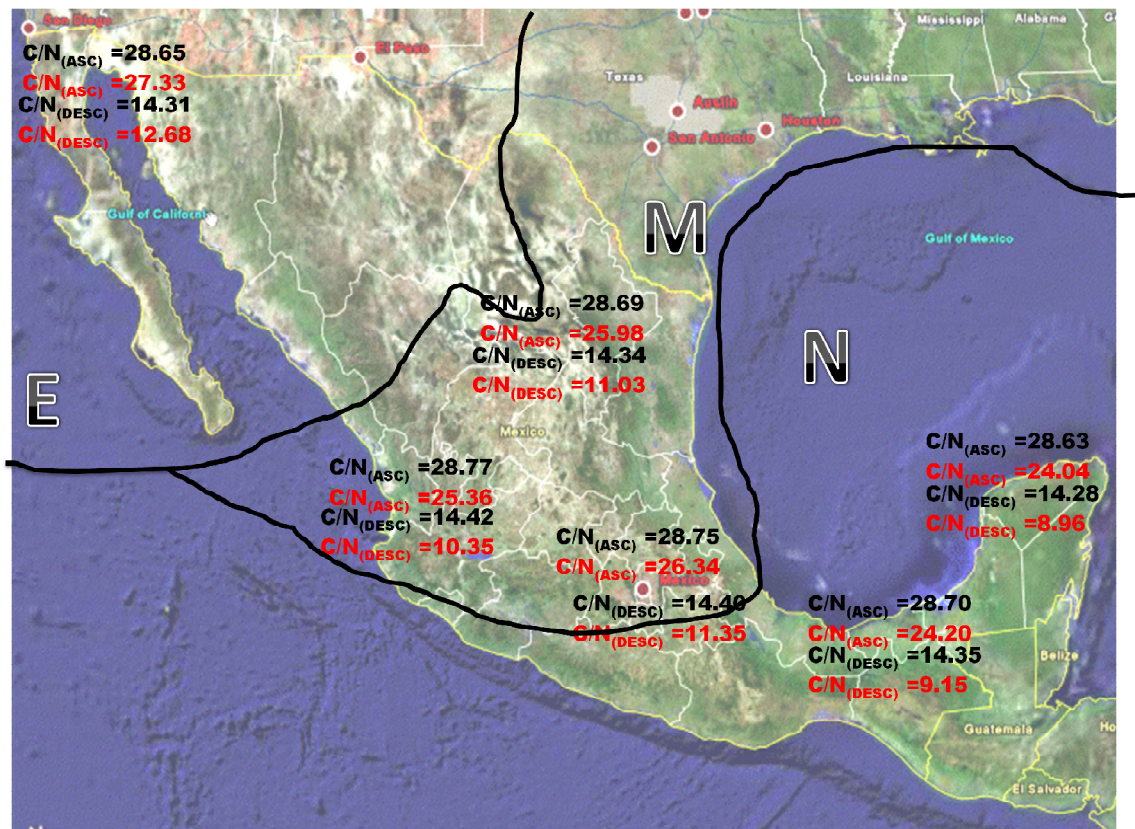 San Diego
C/N(ASC) =28.65
C/N(ASC) =27.33
C/N(DESC) =14.31
C/N(DESC) =12.68
El Paso
Mississippi
Alabama
Texas
Louisiana
Austin
Houston
San Antonio
Gulf of Californi
M
Gulf of Mexico
C/N(ASC) =28.69
C/N(ASC) =25.98
C/N(DESC) =14.34
C/N(DESC) =11.03
N
E
Mexico
C/N(ASC) =28.77
C/N(ASC) =25.36
C/N(DESC) =14.42
C/N(DESC) =10.35
C/N(ASC) =28.63
C/N(ASC) =24.04
C/N(DESC) =14.28
C/N(DESC) =8.96
C/N(ASC) =28.75
C/N(ASC) =26.34
Mexico
C/N(DESC) =14.40
C/N(DESC) =11.35
C/N(ASC) =28.70
C/N(ASC) =24.20
C/N(DESC) =14.35
C/N(DESC) =9.15
Belize
Guatemala
Ho
El Salvador